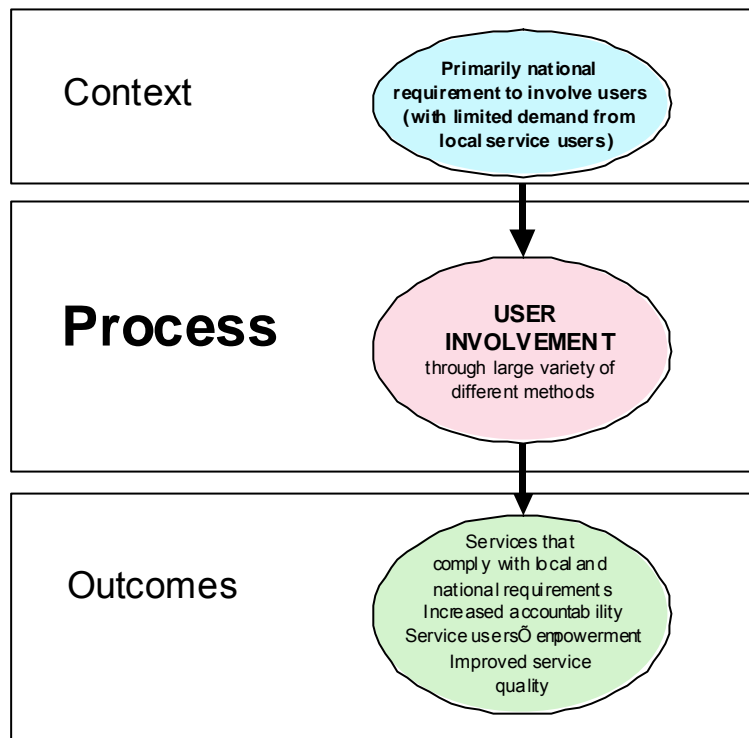 Context
Primarily national
requirement to involve users
(with limited demand from
local service users)
Process
USER
INVOLVEMENT
through large variety of
different methods
Outcomes
Services that
comply with local and
national requirements
Increased accountability
Service usersÕ empowerment
Improved service
quality